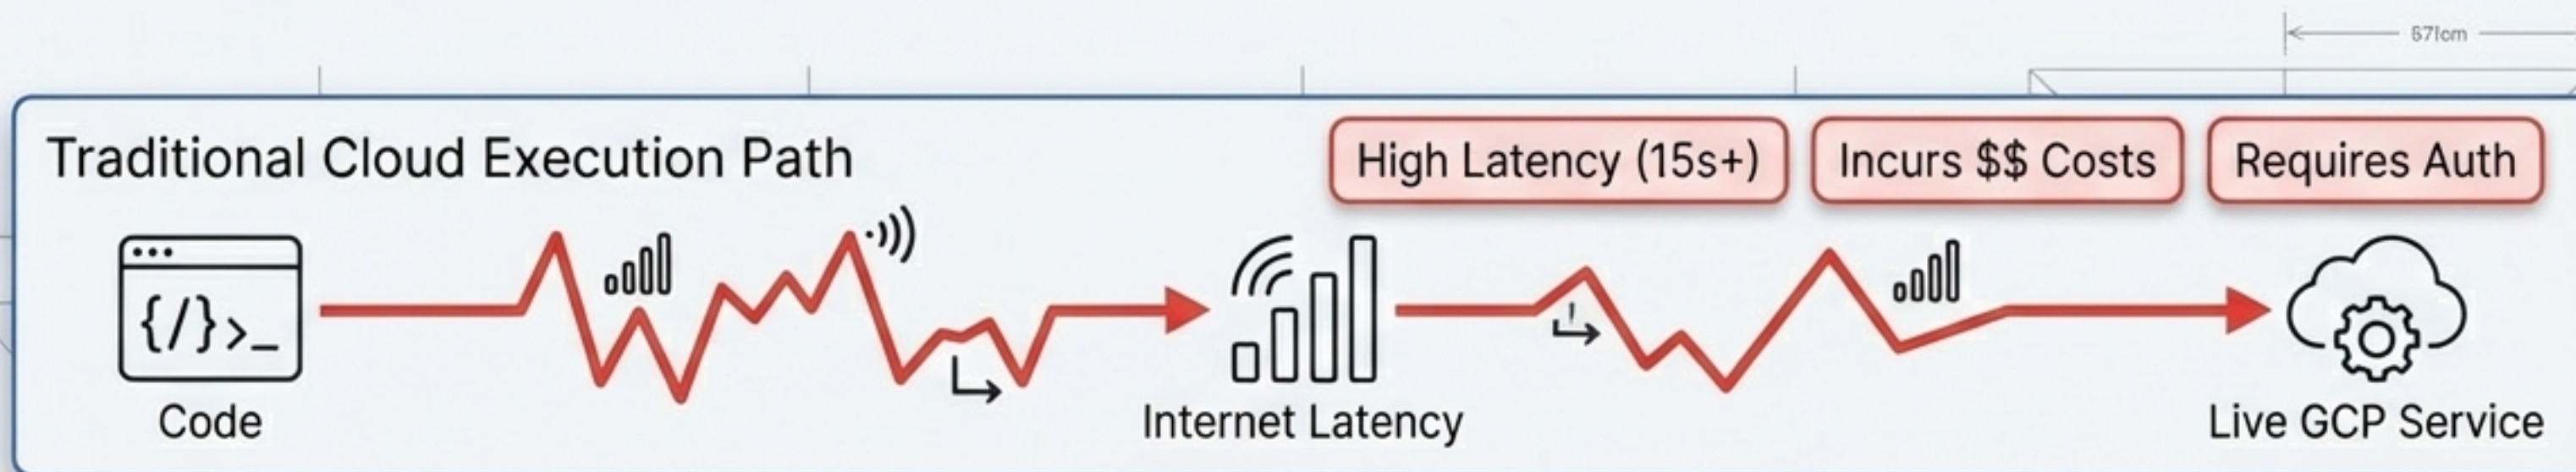 Traditional Cloud Execution Path
High Latency (15s+)
Incurs $$ Costs
Requires Auth
{/}>_
Code
Internet Latency
Live GCP Service